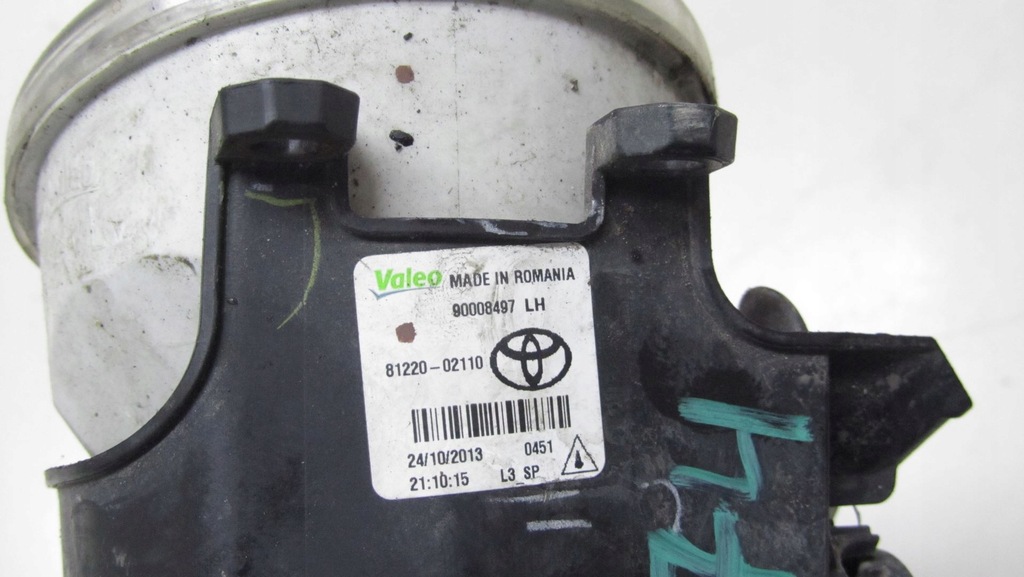 Valeo MADE IN ROMANIA
90008497 LH
81220-02110
24/10/2013 0451
21:10:15 L3_SP